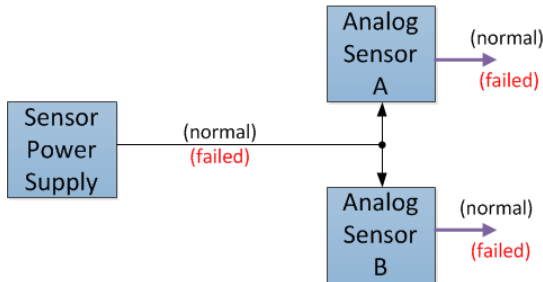 Analog
Sensor
A
(normal)
(failed)
Sensor
Power
Supply
(normal)
(failed)
Analog
Sensor
B
(normal)
(failed)